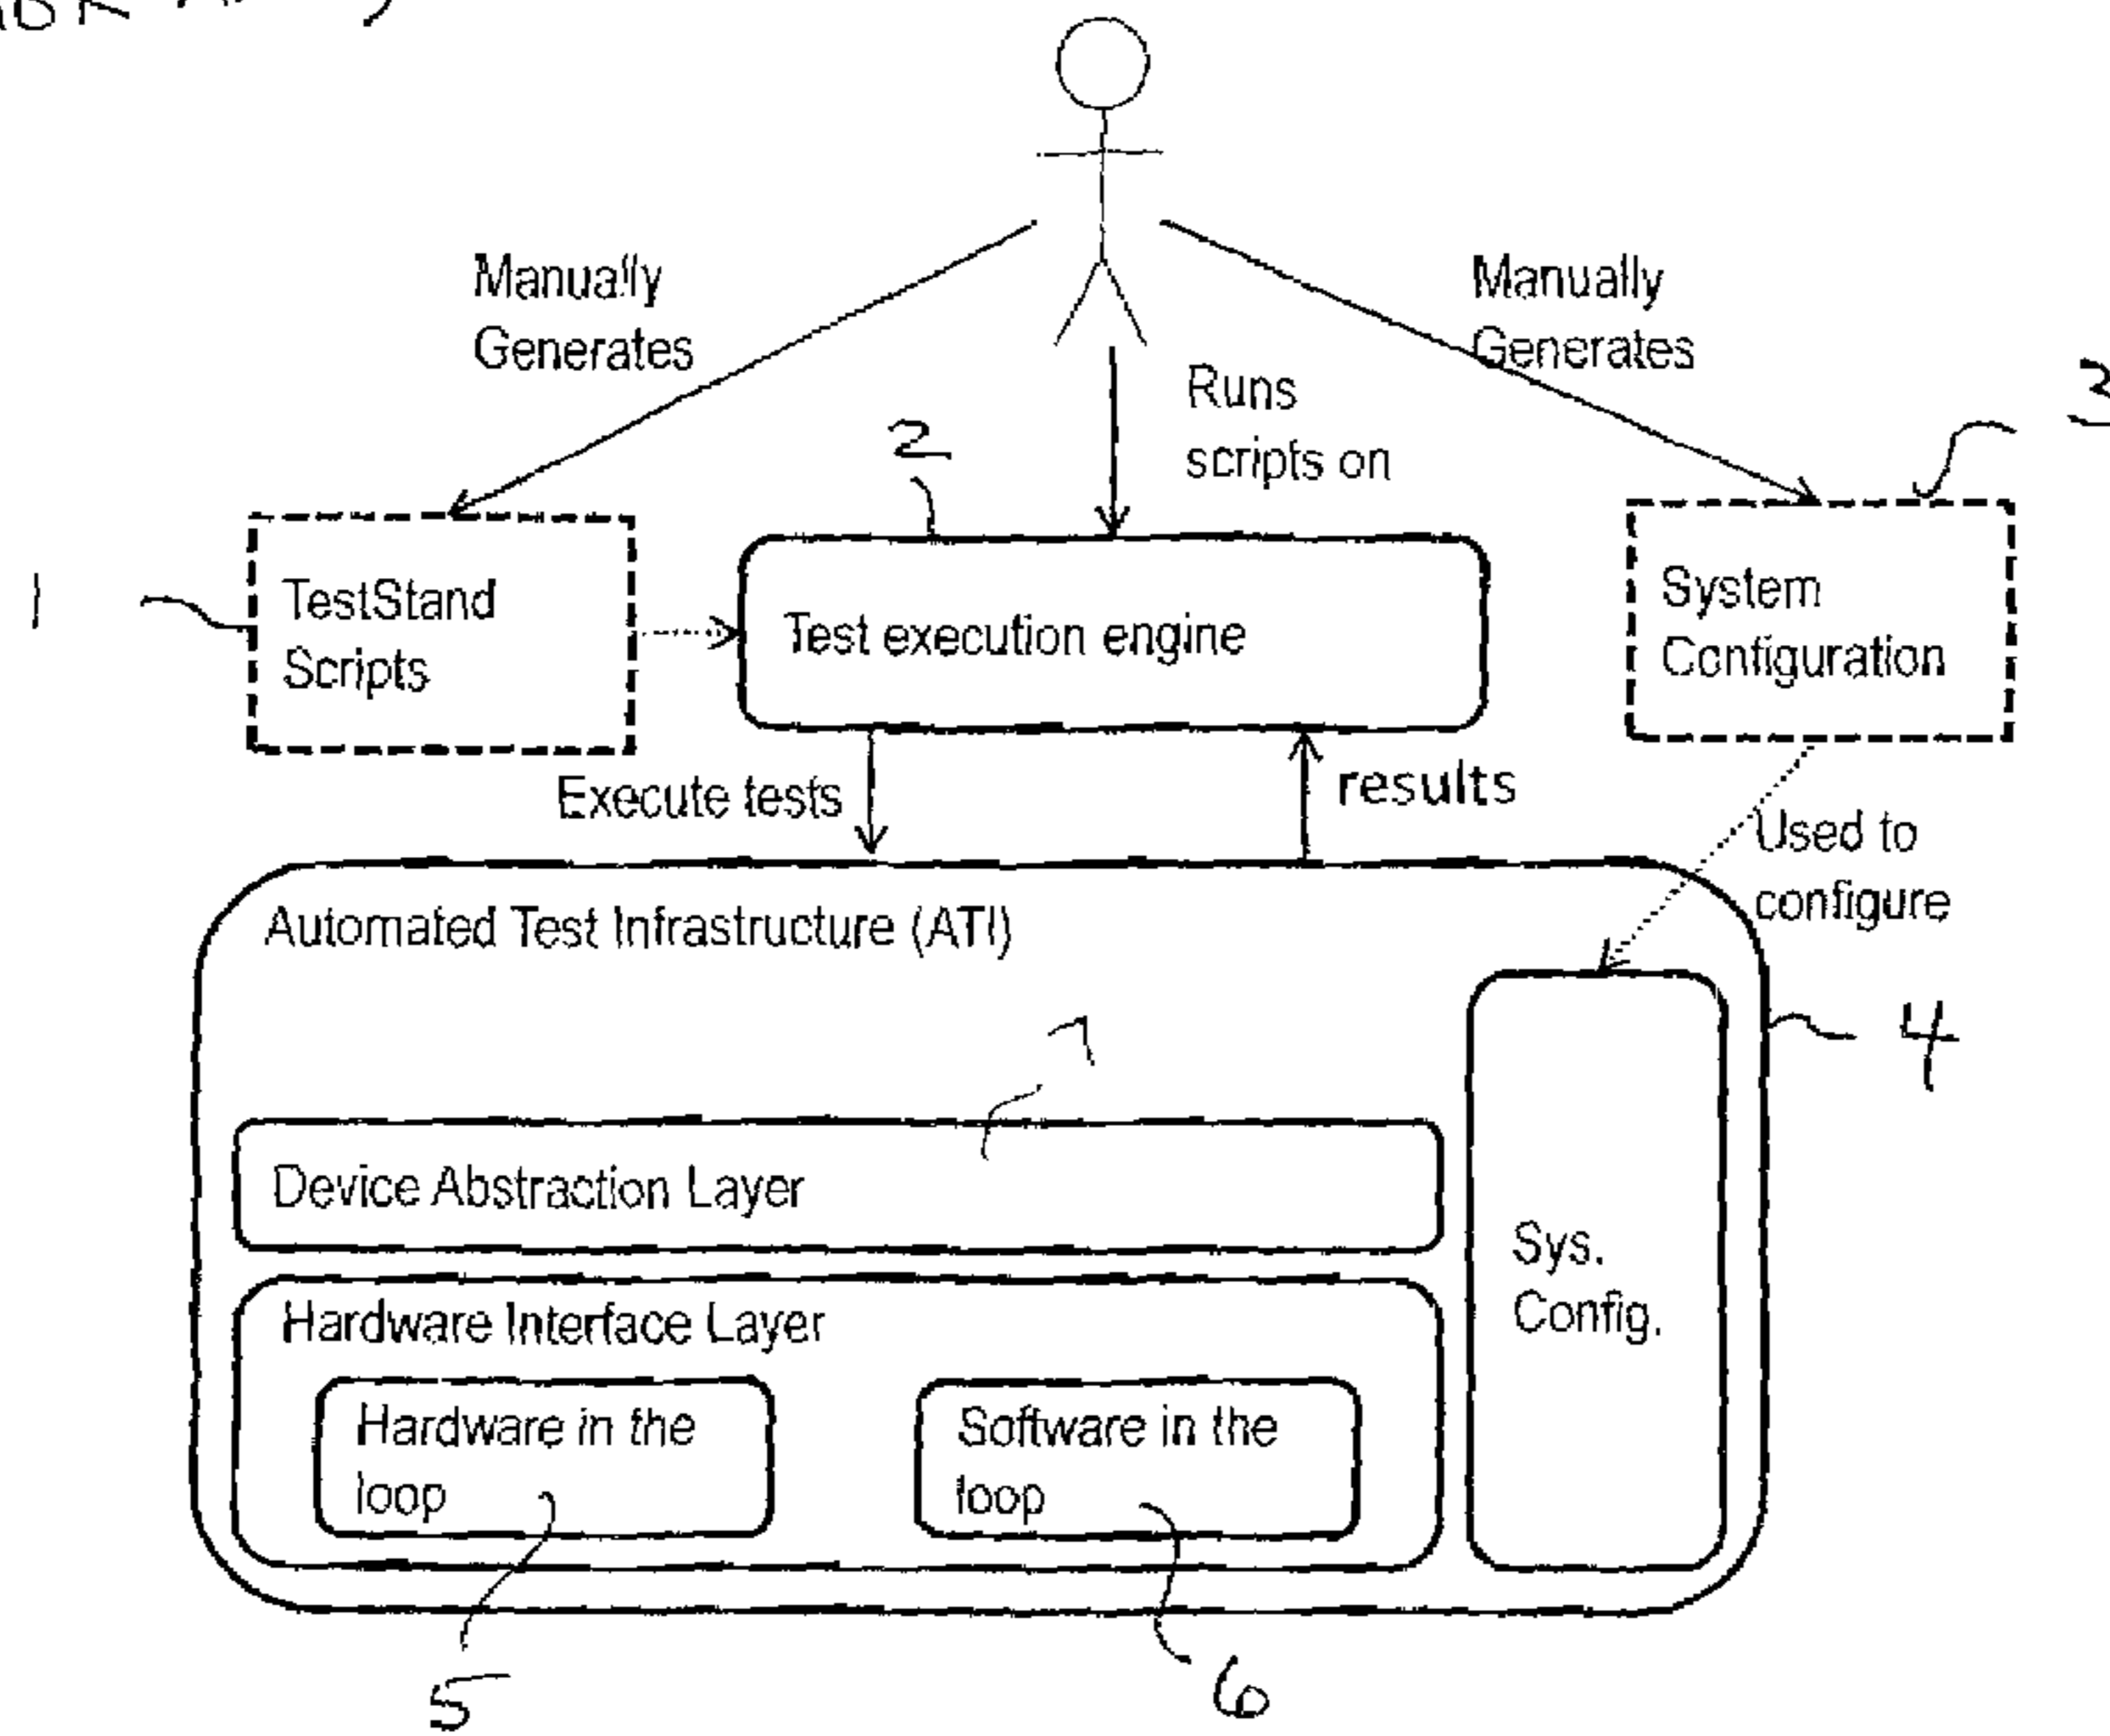 Manually
Generates
Manually
Generates
Runs
scripts on
3
2
1
TestStand
Scripts
Test execution engine
System
Configuration
Execute tests
results
Used to
configure
Automated Test Infrastructure (ATI)
4
7
Device Abstraction Layer
Sys.
Config.
Hardware Interface Layer
Hardware in the
loop
Software in the
loop
5
6